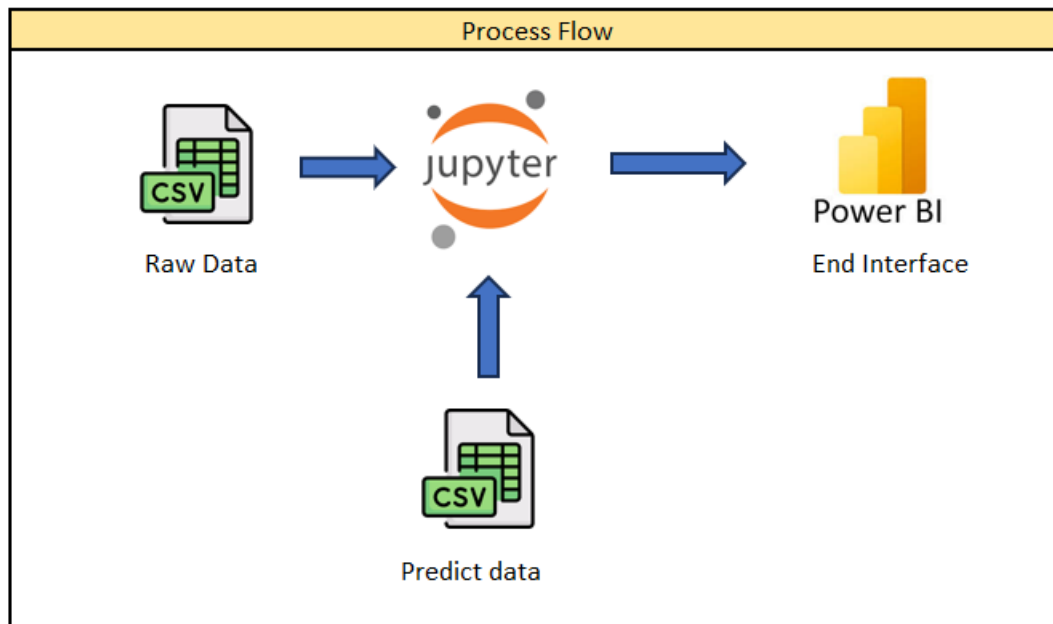 Process Flow
CSV
jupyter
Power BI
Raw Data
End Interface
CSV
Predict data